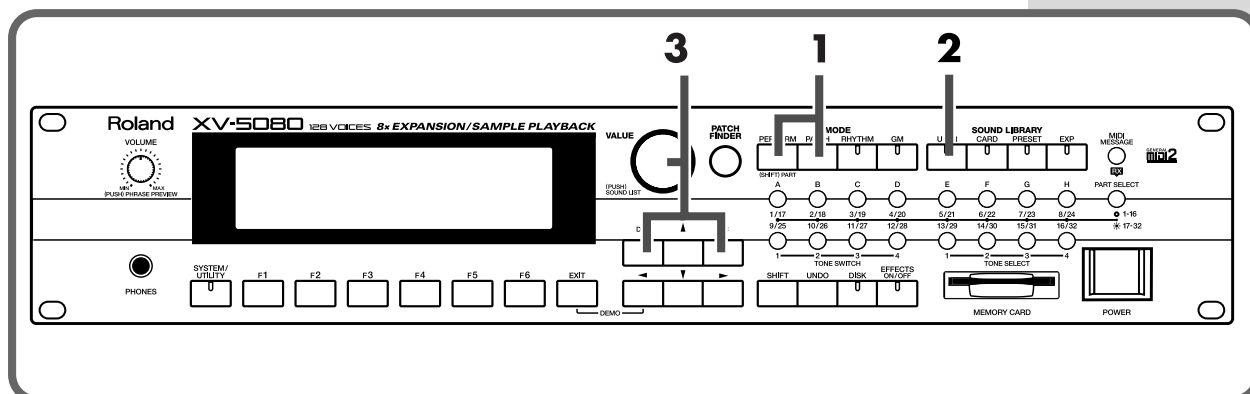 3 1 2
Roland XV-5080 128 VOICES 8x EXPANSION/SAMPLE PLAYBACK
VOLUME
MIN MAX
(PUSH) PHRASE PREVIEW
PHONES
VALUE
(PUSH)
SOUND LIST
PATCH
FINDER
MODE
RHYTHM GM
(SHIFT) PART
SOUND LIBRARY
CARD PRESET EXP
MIDI
MESSAGE
RX
GENERAL
MIDI2
A B C D E F G H PART SELECT
1/17 2/18 3/19 4/20 5/21 6/22 7/23 8/24 1-16
9/25 10/26 11/27 12/28 13/29 14/30 15/31 16/32 17-32
1 2 3 4 1 2 3 4
TONE SWITCH TONE SELECT
SYSTEM/
UTILITY
F1 F2 F3 F4 F5 F6 EXIT
DEMO
SHIFT UNDO DISK EFFECTS
ON/OFF
MEMORY CARD
POWER